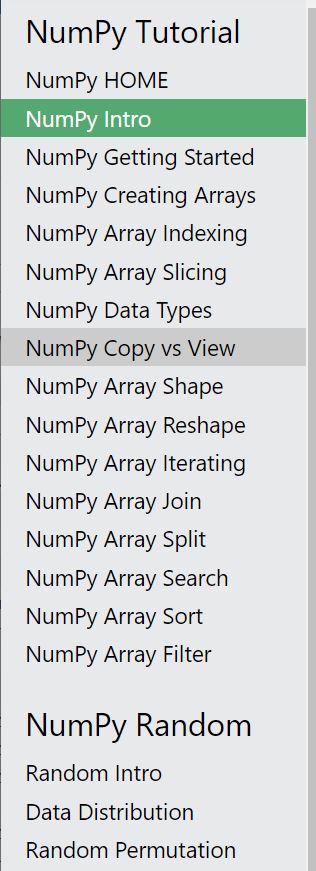 NumPy Tutorial
NumPy HOME
NumPy Intro
NumPy Getting Started
NumPy Creating Arrays
NumPy Array Indexing
NumPy Array Slicing
NumPy Data Types
NumPy Copy vs View
NumPy Array Shape
NumPy Array Reshape
NumPy Array Iterating
NumPy Array Join
NumPy Array Split
NumPy Array Search
NumPy Array Sort
NumPy Array Filter
NumPy Random
Random Intro
Data Distribution
Random Permutation